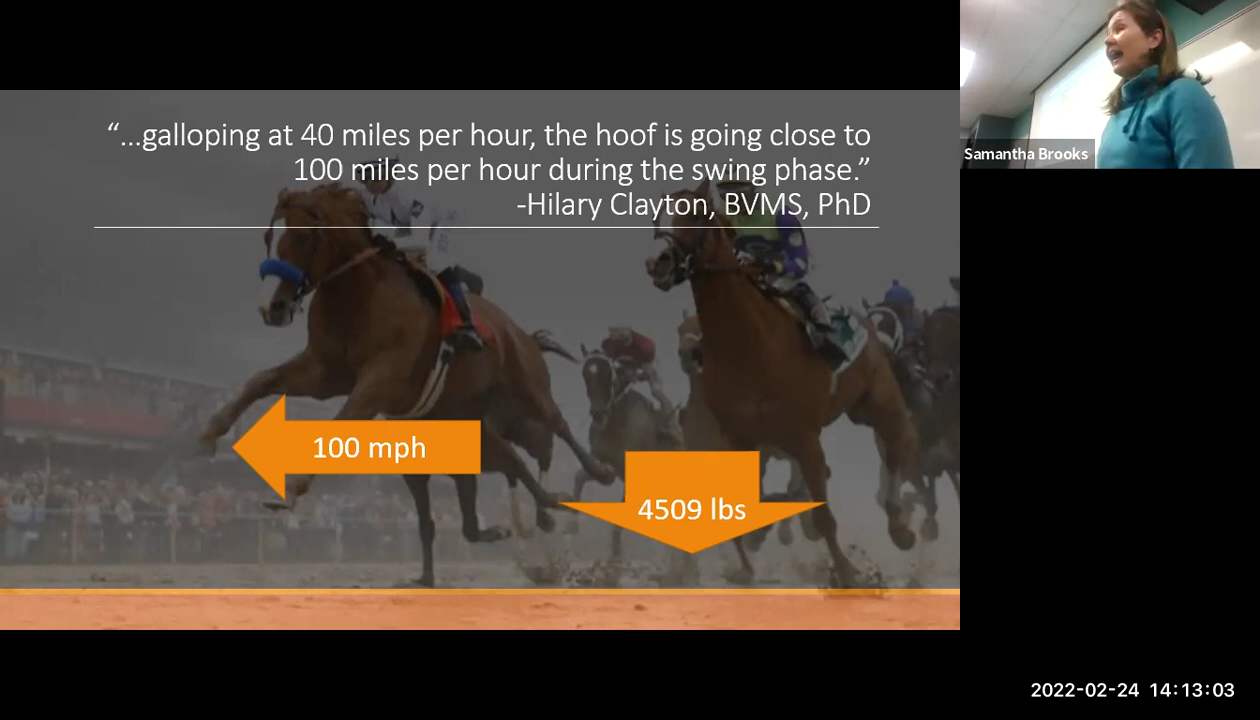 “...galloping at 40 miles per hour, the hoof is going close to
100 miles per hour during the swing phase.”
-Hilary Clayton, BVMS, PhD
100 mph
4509 lbs
Samantha Brooks
2022-02-24 14:13:03